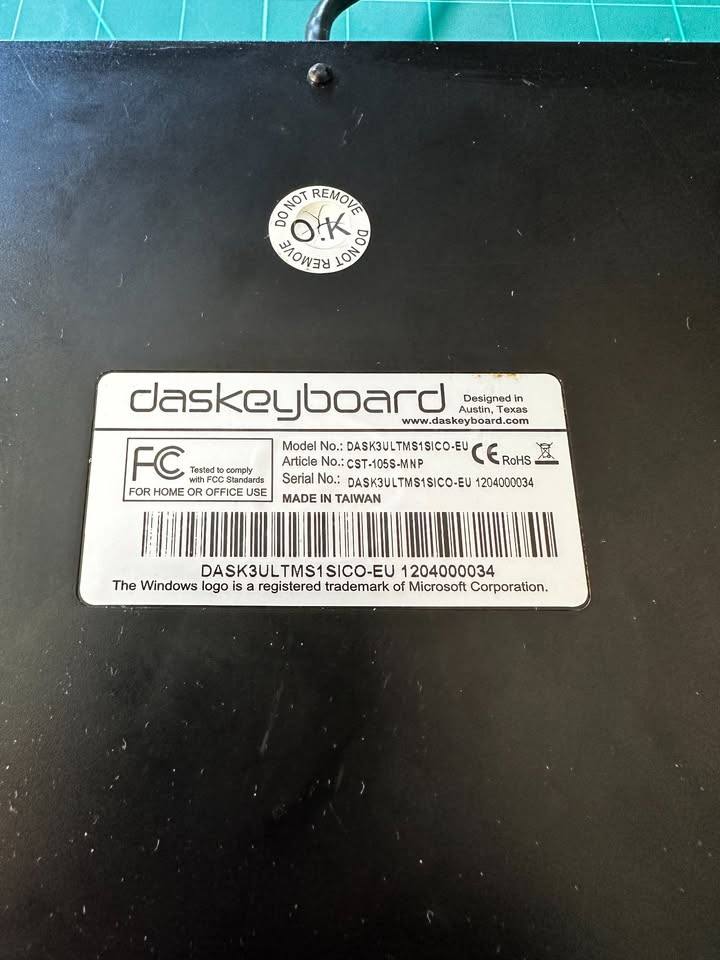 DO NOT REMOVE
O.K
DO NOT REMOVE
daskeyboard
Designed in
Austin, Texas
www.daskeyboard.com
FC
Tested to comply
with FCC Standards
FOR HOME OR OFFICE USE
Model No.: DASK3ULTMS1SICO-EU
Article No.: CST-105S-MNP
Serial No.: DASK3ULTMS1SICO-EU 1204000034
MADE IN TAIWAN
CE RoHS
DASK3ULTMS1SICO-EU 1204000034
The Windows logo is a registered trademark of Microsoft Corporation.